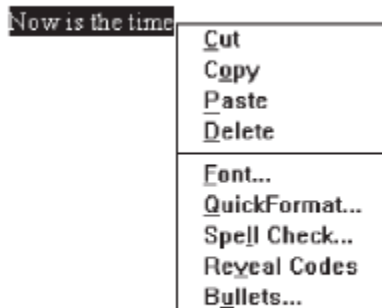 Now is the time
Cut
Copy
Paste
Delete
Font...
QuickFormat...
Spell Check...
Reveal Codes
Bullets...